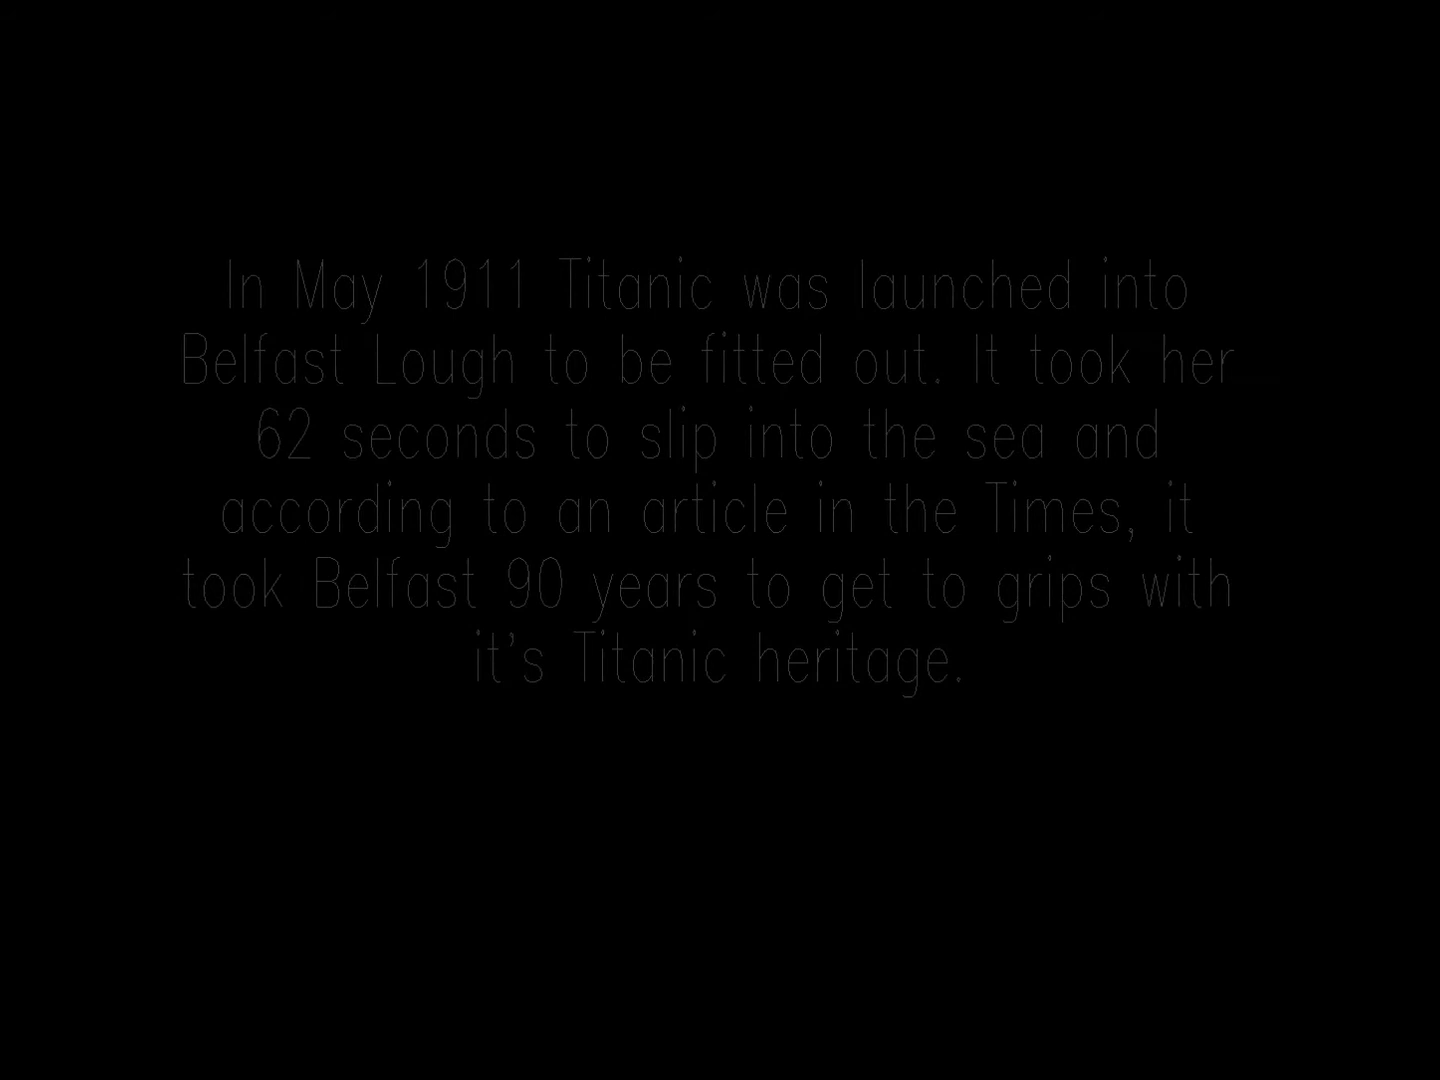 In May 1911 Titanic was launched into
Belfast Lough to be fitted out. It took her
62 seconds to slip into the sea and
according to an article in the Times, it
took Belfast 90 years to get to grips with
it's Titanic heritage.